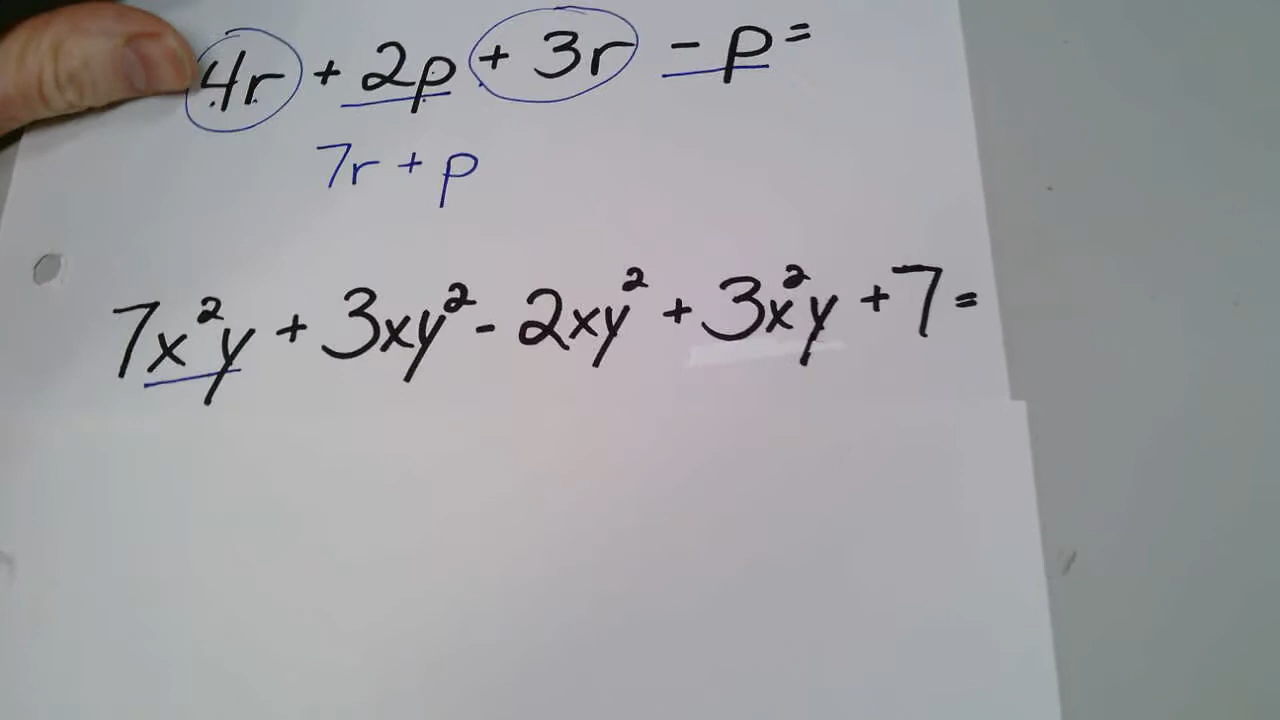 4r + 2p + 3r - p =
7r + p
7x²y + 3xy² - 2xy² + 3x²y + 7 =